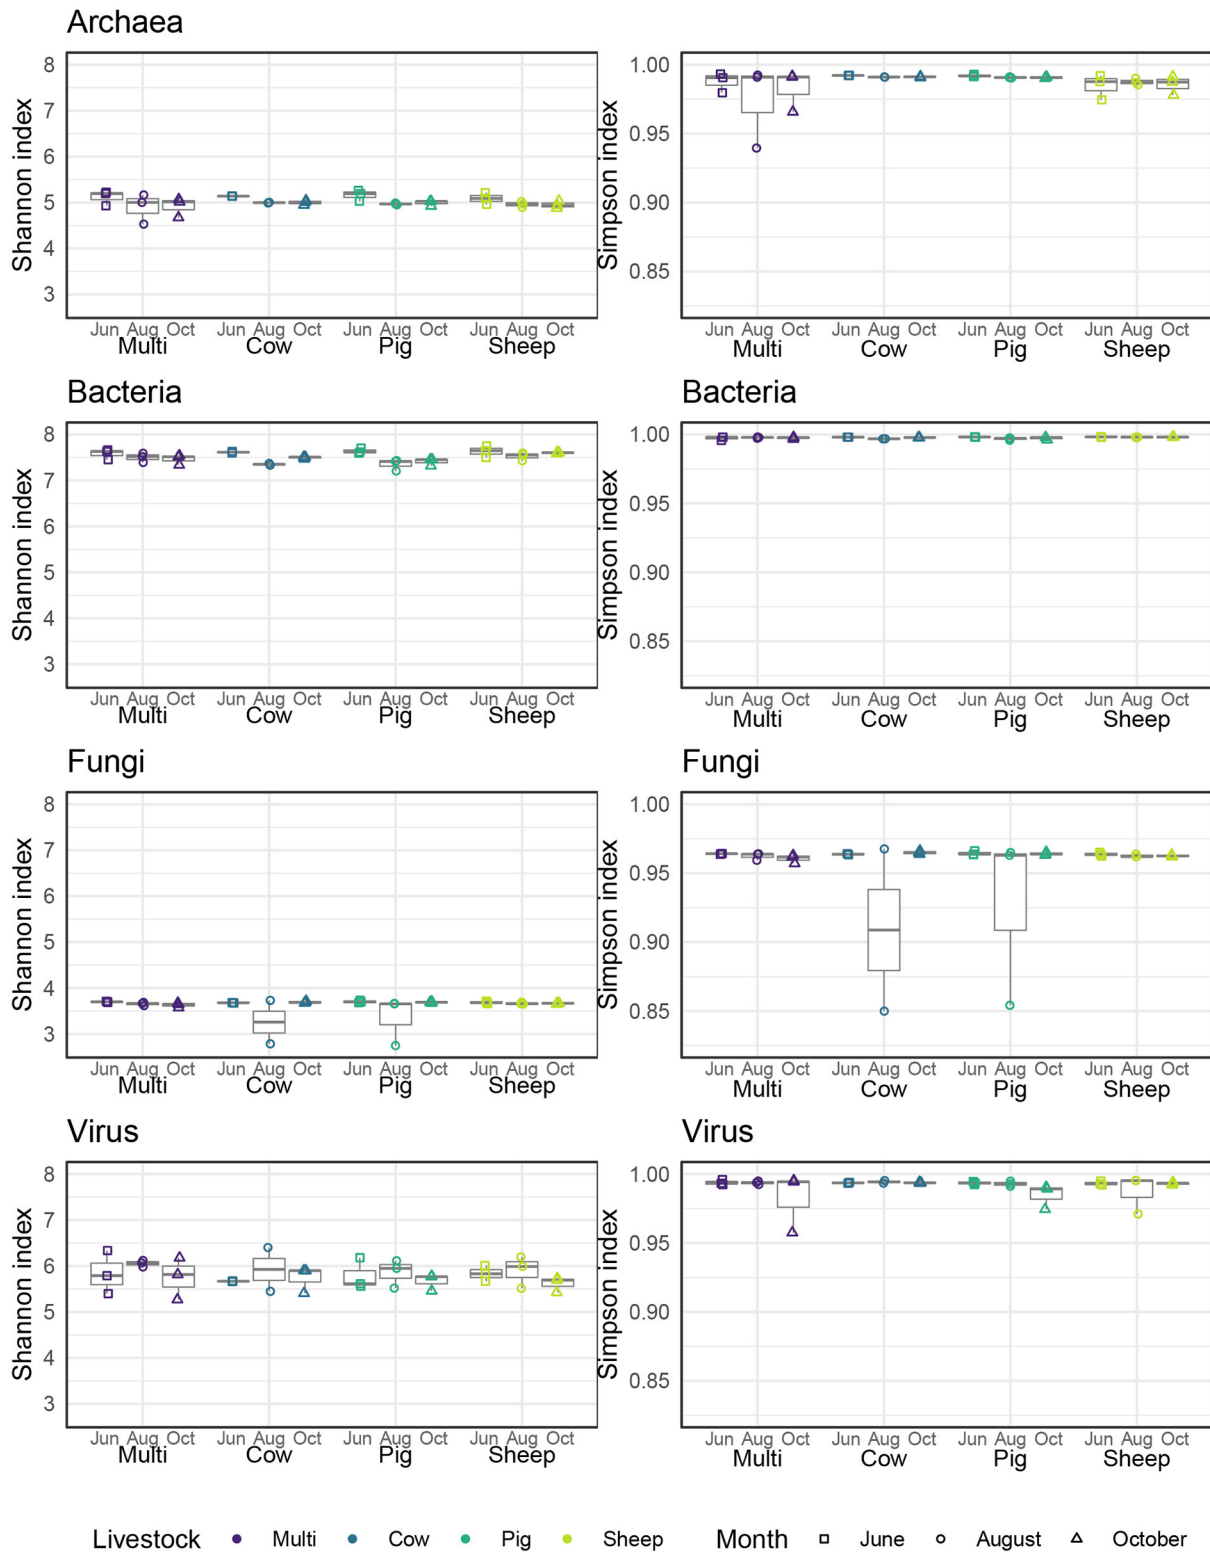 Archaea
8
7
6
5
4
3
Shannon index
Jun Aug Oct Jun Aug Oct Jun Aug Oct Jun Aug Oct
Multi Cow Pig Sheep
1.00
0.95
0.90
0.85
Simpson index
Jun Aug Oct Jun Aug Oct Jun Aug Oct Jun Aug Oct
Multi Cow Pig Sheep
Bacteria
8
7
6
5
4
3
Shannon index
Jun Aug Oct Jun Aug Oct Jun Aug Oct Jun Aug Oct
Multi Cow Pig Sheep
Bacteria
1.00
0.95
0.90
0.85
Simpson index
Jun Aug Oct Jun Aug Oct Jun Aug Oct Jun Aug Oct
Multi Cow Pig Sheep
Fungi
8
7
6
5
4
3
Shannon index
Jun Aug Oct Jun Aug Oct Jun Aug Oct Jun Aug Oct
Multi Cow Pig Sheep
Fungi
1.00
0.95
0.90
0.85
Simpson index
Jun Aug Oct Jun Aug Oct Jun Aug Oct Jun Aug Oct
Multi Cow Pig Sheep
Virus
8
7
6
5
4
3
Shannon index
Jun Aug Oct Jun Aug Oct Jun Aug Oct Jun Aug Oct
Multi Cow Pig Sheep
Virus
1.00
0.95
0.90
0.85
Simpson index
Jun Aug Oct Jun Aug Oct Jun Aug Oct Jun Aug Oct
Multi Cow Pig Sheep
Livestock Multi Cow Pig Sheep Month June August October